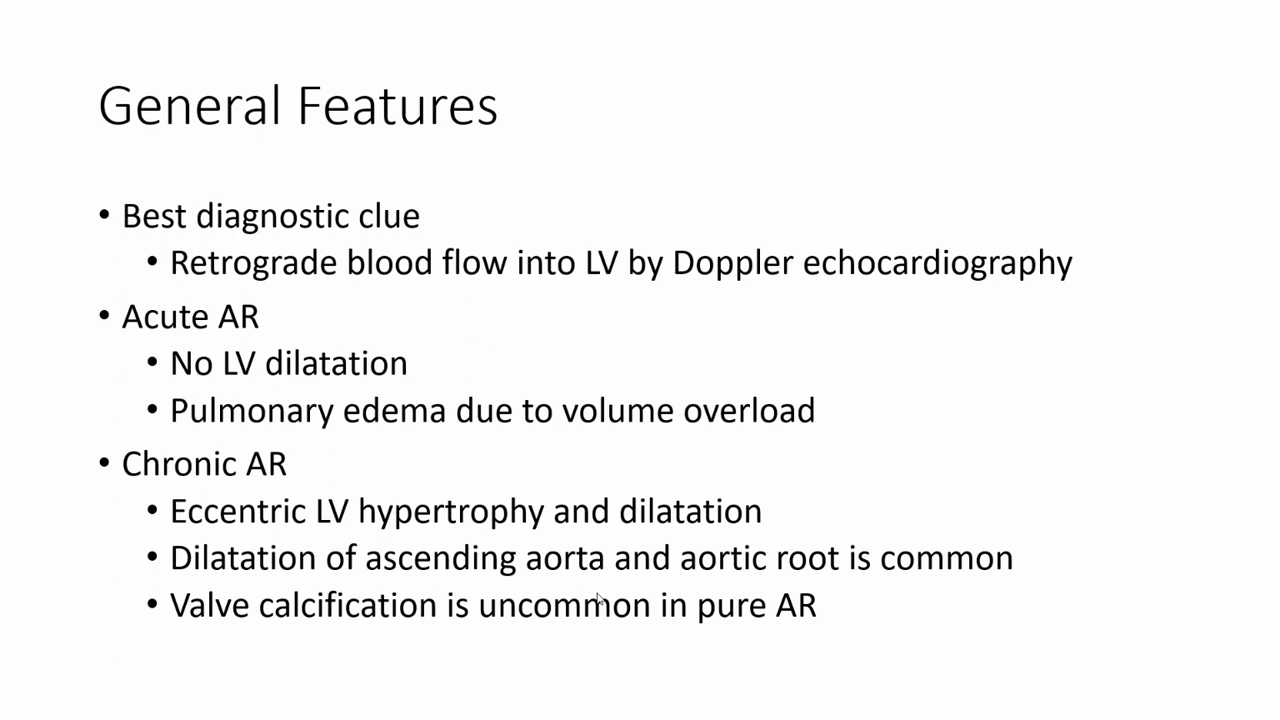 General Features
• Best diagnostic clue
• Retrograde blood flow into LV by Doppler echocardiography
• Acute AR
• No LV dilatation
• Pulmonary edema due to volume overload
• Chronic AR
• Eccentric LV hypertrophy and dilatation
• Dilatation of ascending aorta and aortic root is common
• Valve calcification is uncommon in pure AR